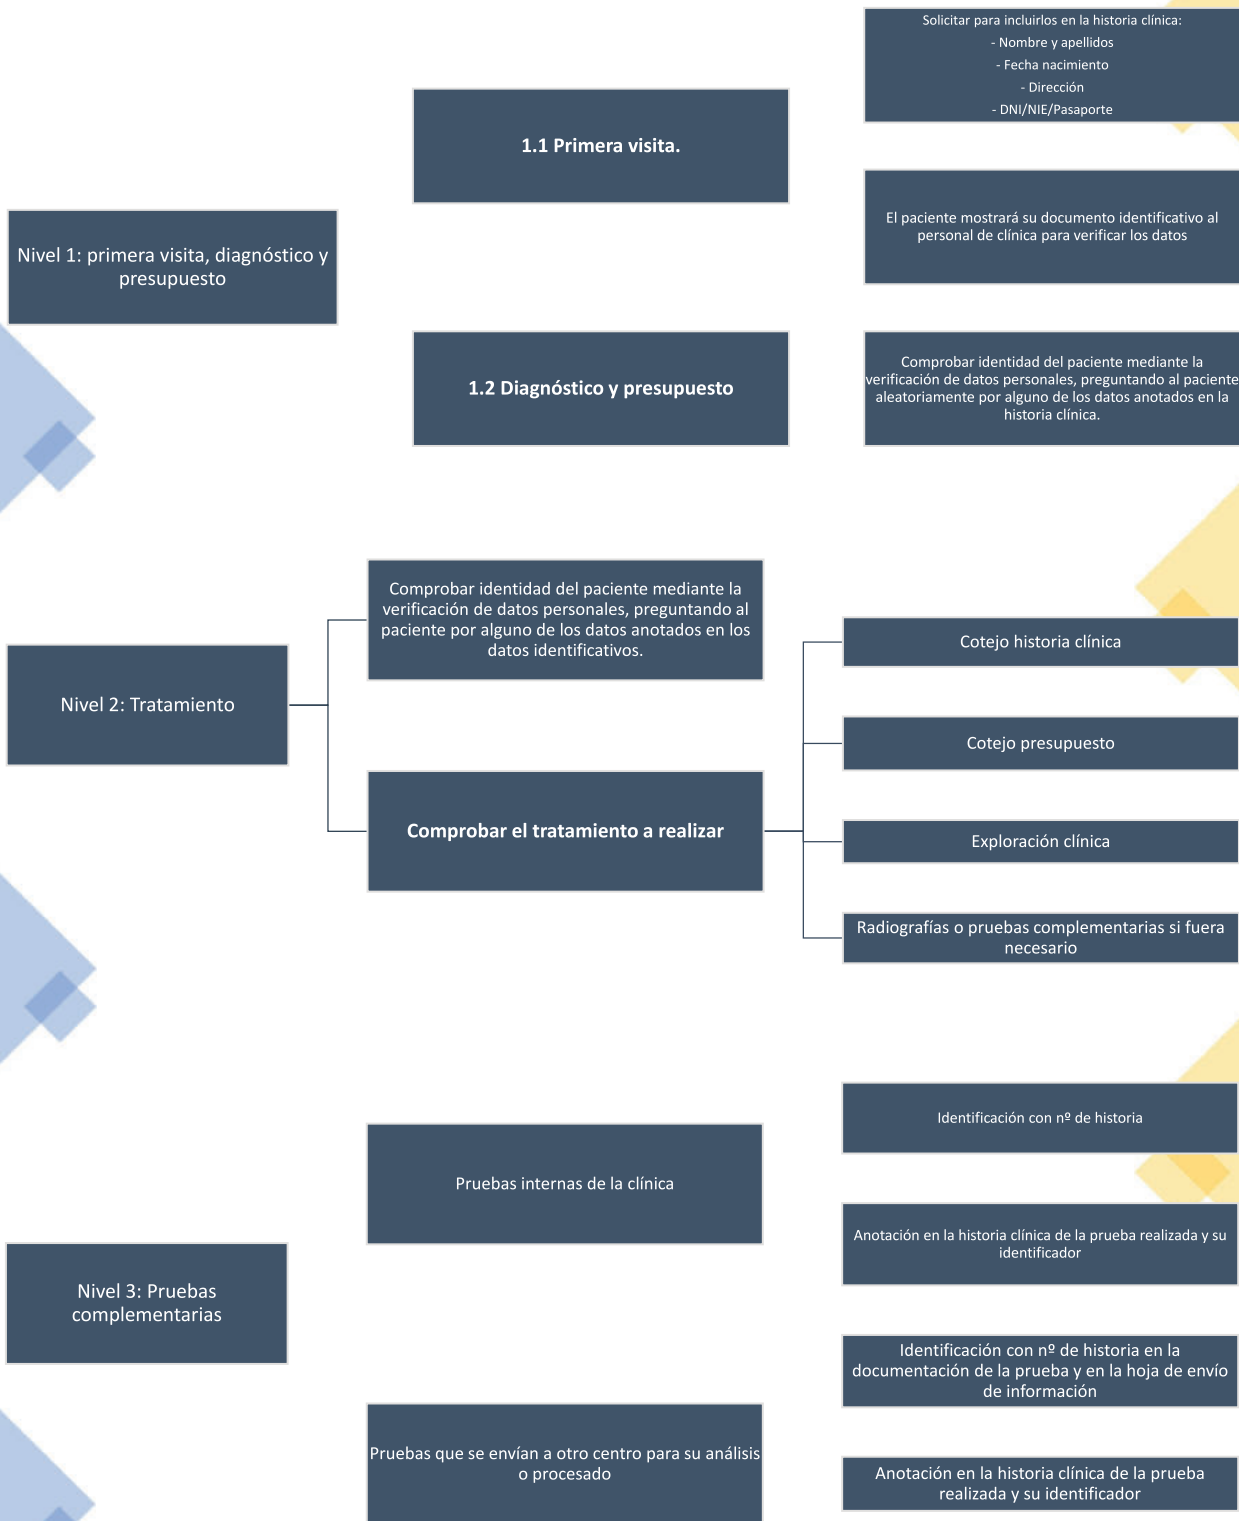 Nivel 1: primera visita, diagnóstico y
presupuesto
1.1 Primera visita.
Solicitar para incluirlos en la historia clínica:
- Nombre y apellidos
- Fecha nacimiento
- Dirección
- DNI/NIE/Pasaporte
El paciente mostrará su documento identificativo al
personal de clínica para verificar los datos
1.2 Diagnóstico y presupuesto
Comprobar identidad del paciente mediante la
verificación de datos personales, preguntando al paciente
aleatoriamente por alguno de los datos anotados en la
historia clínica.
Nivel 2: Tratamiento
Comprobar identidad del paciente mediante la
verificación de datos personales, preguntando al
paciente por alguno de los datos anotados en los
datos identificativos.
Comprobar el tratamiento a realizar
Cotejo historia clínica
Cotejo presupuesto
Exploración clínica
Radiografías o pruebas complementarias si fuera
necesario
Nivel 3: Pruebas
complementarias
Pruebas internas de la clínica
Identificación con nº de historia
Anotación en la historia clínica de la prueba realizada y su
identificador
Pruebas que se envían a otro centro para su análisis
o procesado
Identificación con nº de historia en la
documentación de la prueba y en la hoja de envío
de información
Anotación en la historia clínica de la prueba
realizada y su identificador